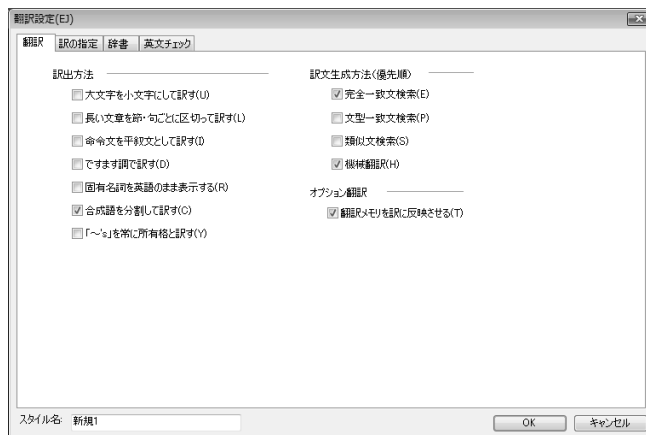 翻訳設定(EJ)
翻訳 訳の指定 辞書 英文チェック
訳出方法
大文字を小文字にして訳す(U)
長い文章を節・句ごとに区切って訳す(L)
命令文を平叙文として訳す(I)
ですます調で訳す(D)
固有名詞を英語のまま表示する(R)
合成語を分割して訳す(C)
「～'s」を常に所有格と訳す(Y)
訳文生成方法(優先順)
完全一致文検索(E)
文型一致文検索(P)
類似文検索(S)
機械翻訳(H)
オプション翻訳
翻訳メモリを訳に反映させる(T)
スタイル名: 新規1
OK キャンセル